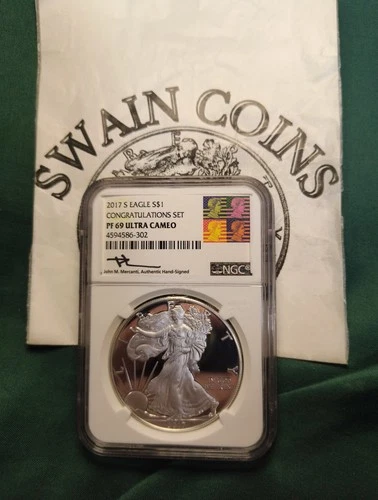 SWAIN COINS
2017 S EAGLE S$1
CONGRATULATIONS SET
PF 69 ULTRA CAMEO
4594586-302
John M. Mercanti, Authentic Hand-Signed
NGC
LIBERTY